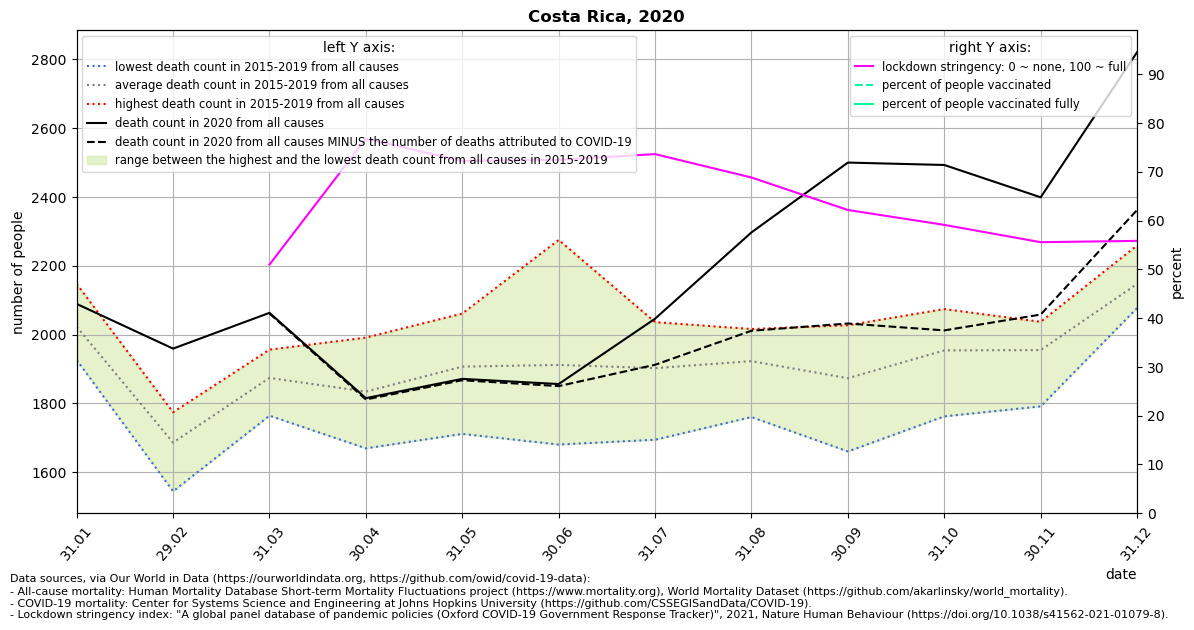 Costa Rica, 2020
left Y axis:
lowest death count in 2015-2019 from all causes
average death count in 2015-2019 from all causes
highest death count in 2015-2019 from all causes
death count in 2020 from all causes
death count in 2020 from all causes MINUS the number of deaths attributed to COVID-19
range between the highest and the lowest death count from all causes in 2015-2019
right Y axis:
lockdown stringency: 0 ~ none, 100 ~ full
percent of people vaccinated
percent of people vaccinated fully
number of people
2800
2600
2400
2200
2000
1800
1600
percent
90
80
70
60
50
40
30
20
10
0
31.01
29.02
31.03
30.04
31.05
30.06
31.07
31.08
30.09
31.10
30.11
31.12
date
Data sources, via Our World in Data (https://ourworldindata.org, https://github.com/owid/covid-19-data):
- All-cause mortality: Human Mortality Database Short-term Mortality Fluctuations project (https://www.mortality.org), World Mortality Dataset (https://github.com/akarlinsky/world_mortality).
- COVID-19 mortality: Center for Systems Science and Engineering at Johns Hopkins University (https://github.com/CSSEGISandData/COVID-19).
- Lockdown stringency index: "A global panel database of pandemic policies (Oxford COVID-19 Government Response Tracker)", 2021, Nature Human Behaviour (https://doi.org/10.1038/s41562-021-01079-8).